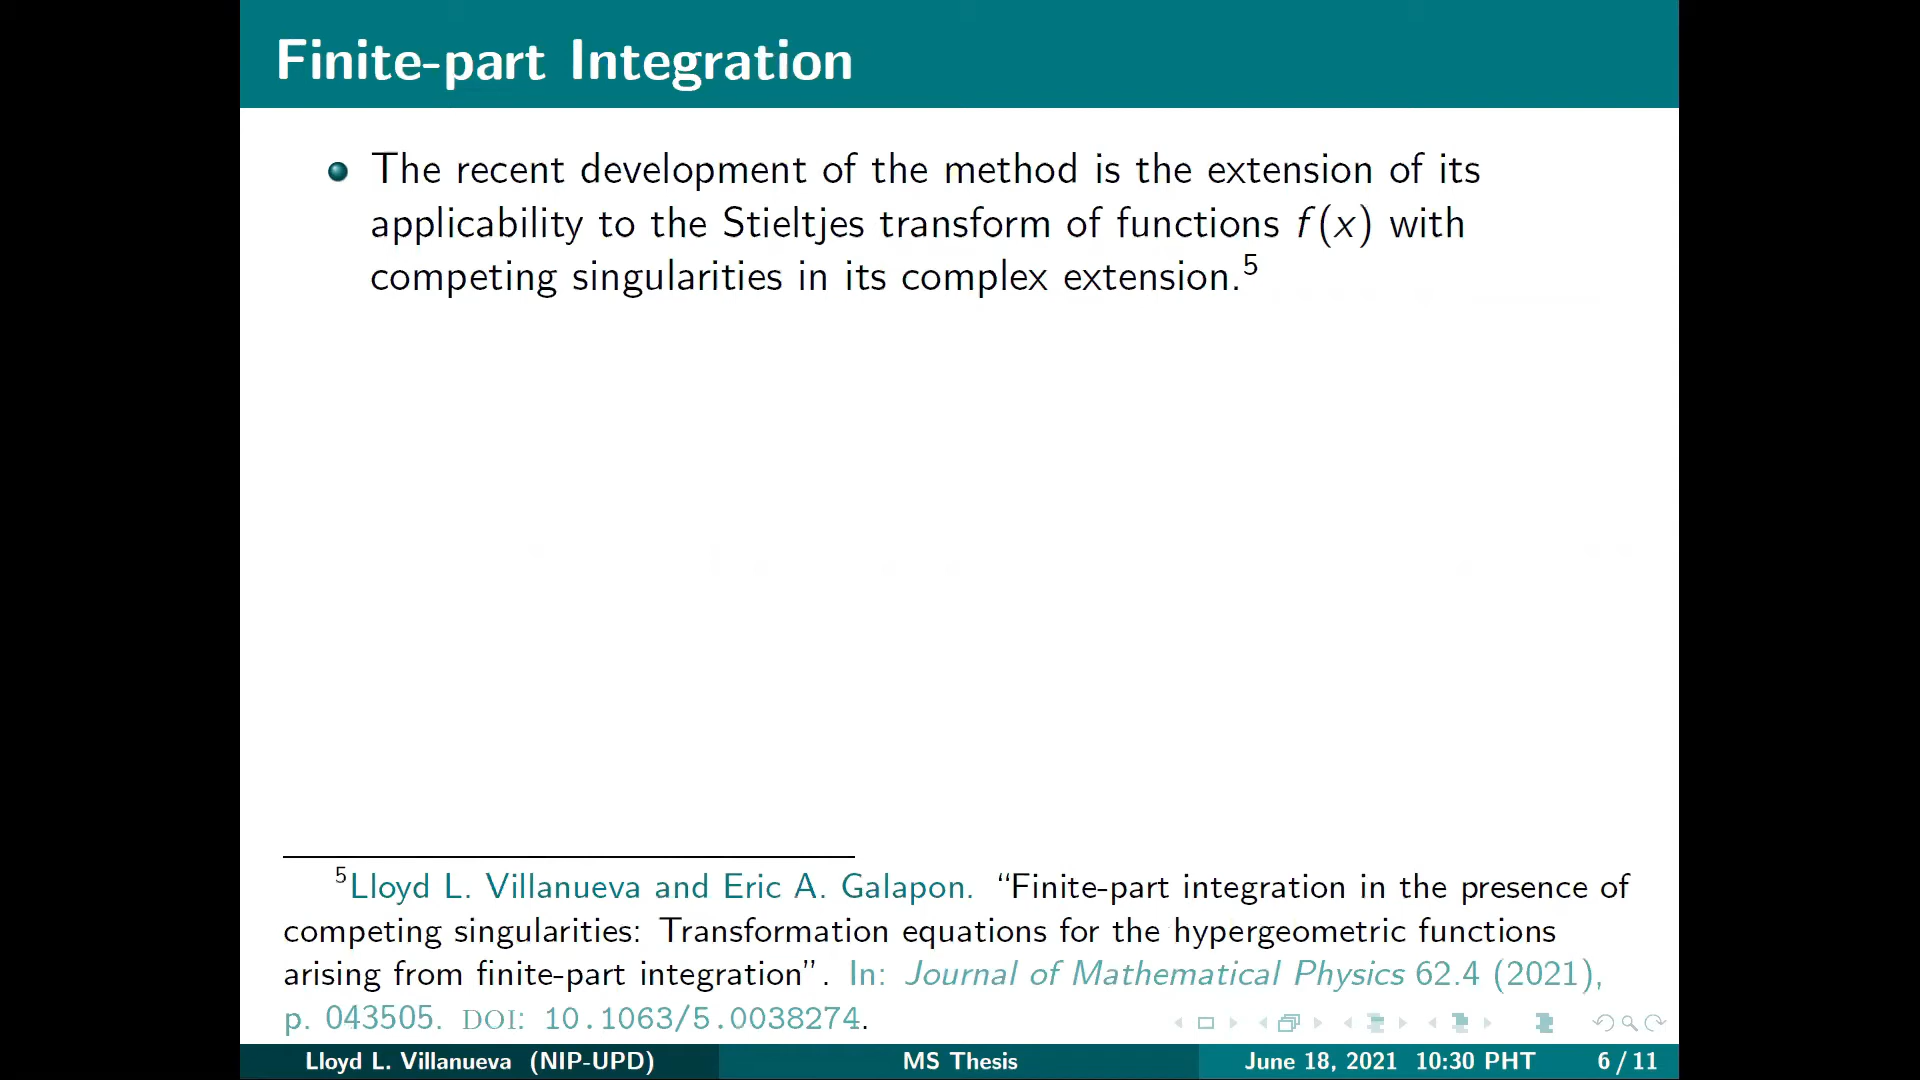 Finite-part Integration
The recent development of the method is the extension of its
applicability to the Stieltjes transform of functions f(x) with
competing singularities in its complex extension.⁵
⁵Lloyd L. Villanueva and Eric A. Galapon. “Finite-part integration in the presence of
competing singularities: Transformation equations for the hypergeometric functions
arising from finite-part integration”. In: Journal of Mathematical Physics 62.4 (2021),
p. 043505. DOI: 10.1063/5.0038274.
Lloyd L. Villanueva (NIP-UPD) MS Thesis June 18, 2021 10:30 PHT 6 / 11